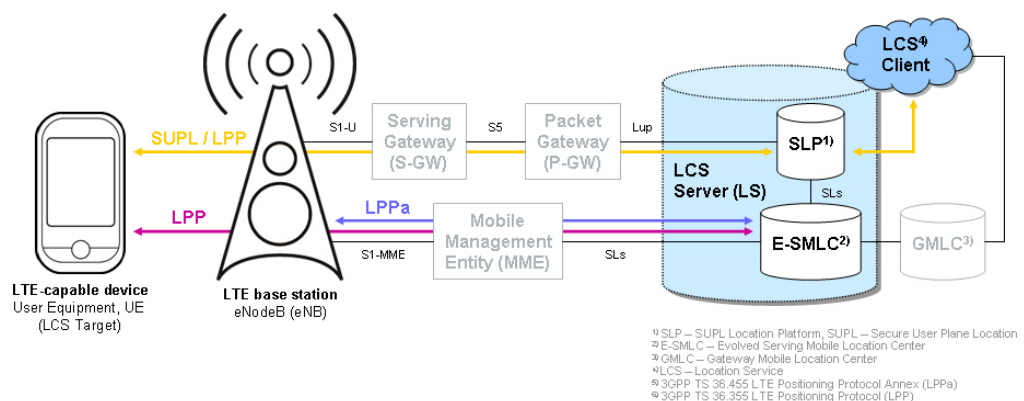 LCS4)
Client
S1-U
Serving
Gateway
(S-GW)
S5
Packet
Gateway
(P-GW)
Lup
SUPL / LPP
SLP1)
LCS
Server (LS)
SLs
LPP
LPPa
Mobile
Management
Entity (MME)
E-SMLC2)
GMLC3)
S1-MME
SLs
LTE-capable device
User Equipment, UE
(LCS Target)
LTE base station
eNodeB (eNB)
1) SLP – SUPL Location Platform, SUPL – Secure User Plane Location
2) E-SMLC – Evolved Serving Mobile Location Center
3) GMLC – Gateway Mobile Location Center
4) LCS – Location Service
5) 3GPP TS 36.455 LTE Positioning Protocol Annex (LPPa)
6) 3GPP TS 36.355 LTE Positioning Protocol (LPP)